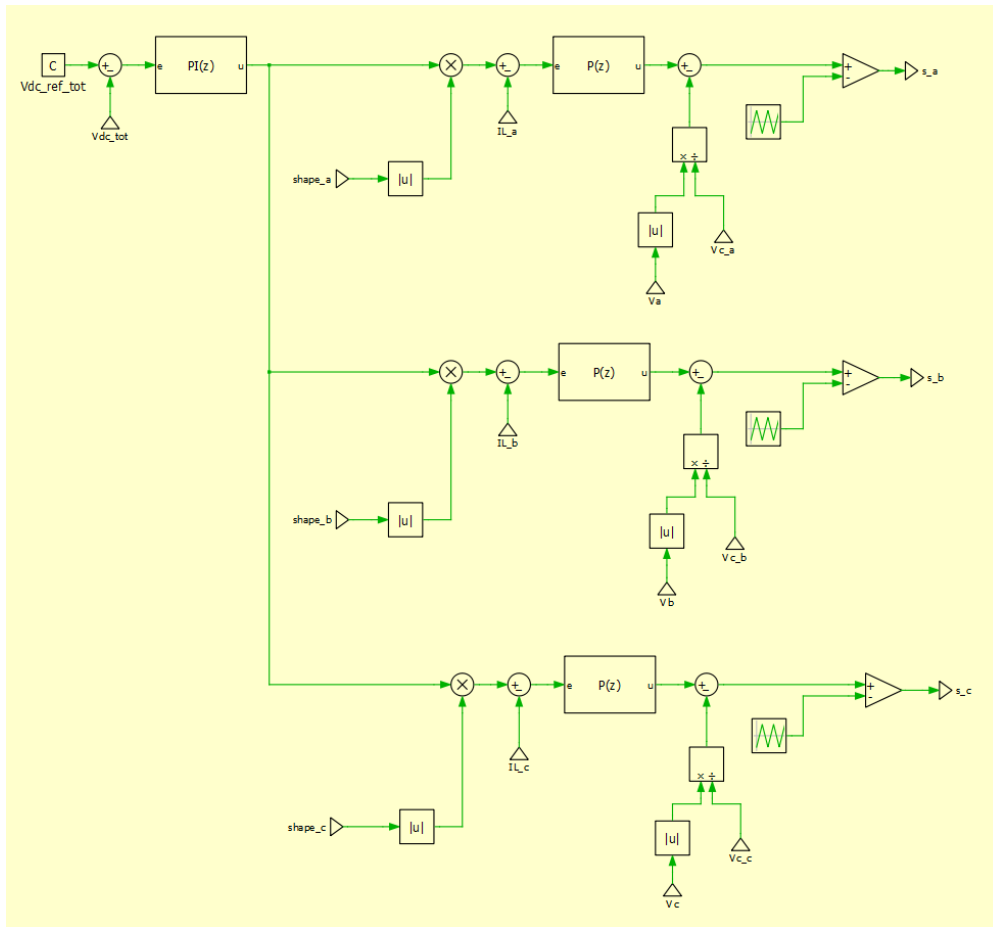 C
Vdc_ref_tot
+
-
Vdc_tot
e PI(z) u
×
+
-
IL_a
e P(z) u
+
-
× ÷
+
-
s_a
shape_a
|u|
|u|
Va
Vc_a
×
+
-
IL_b
e P(z) u
+
-
× ÷
+
-
s_b
shape_b
|u|
|u|
Vb
Vc_b
×
+
-
IL_c
e P(z) u
+
-
× ÷
+
-
s_c
shape_c
|u|
|u|
Vc
Vc_c